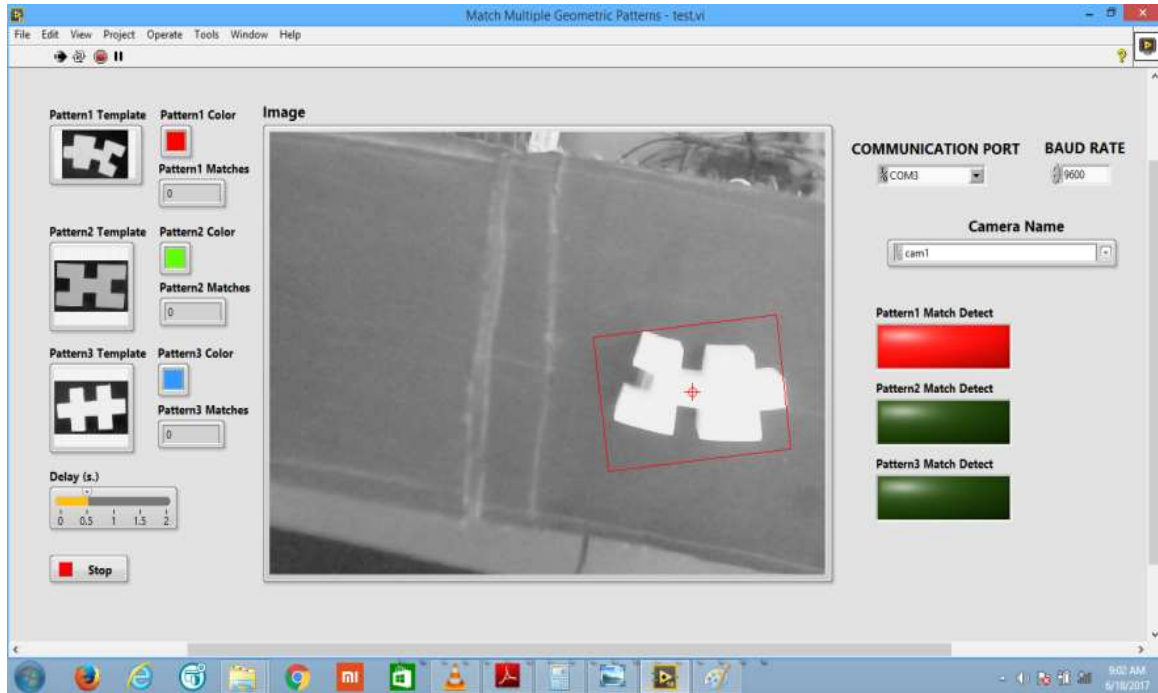 Match Multiple Geometric Patterns - test.vi
File Edit View Project Operate Tools Window Help
Pattern1 Template Pattern1 Color Image
Pattern1 Matches
0
COMMUNICATION PORT BAUD RATE
COM3 9600
Camera Name
cam1
Pattern2 Template Pattern2 Color
Pattern2 Matches
0
Pattern1 Match Detect
Pattern3 Template Pattern3 Color
Pattern3 Matches
0
Pattern2 Match Detect
Pattern3 Match Detect
Delay (s.)
0 0.5 1 1.5 2
Stop
9:02 AM
6/18/2017